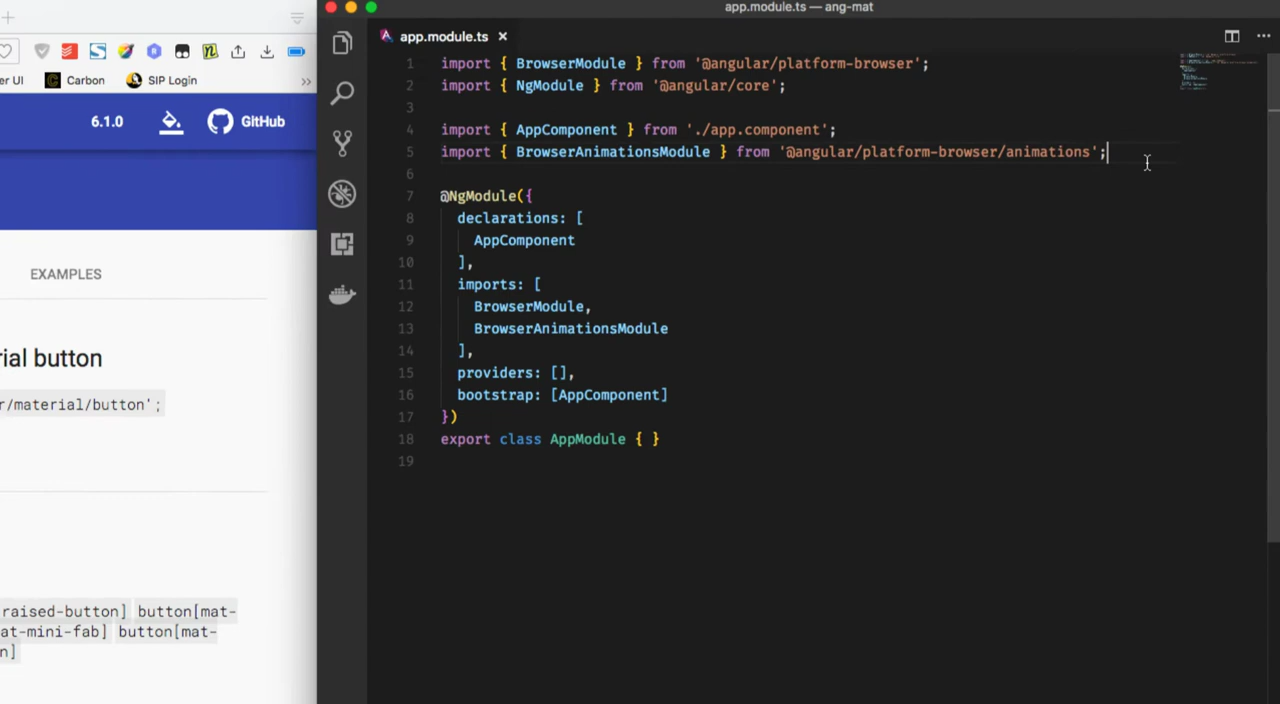 er UI Carbon SIP Login »
6.1.0 GitHub
EXAMPLES
rial button
r/material/button';
raised-button] button[mat-
at-mini-fab] button[mat-
n]
app.module.ts — ang-mat
app.module.ts
1 import { BrowserModule } from '@angular/platform-browser';
2 import { NgModule } from '@angular/core';
3
4 import { AppComponent } from './app.component';
5 import { BrowserAnimationsModule } from '@angular/platform-browser/animations';
6
7 @NgModule({
8 declarations: [
9 AppComponent
10 ],
11 imports: [
12 BrowserModule,
13 BrowserAnimationsModule
14 ],
15 providers: [],
16 bootstrap: [AppComponent]
17 })
18 export class AppModule { }
19